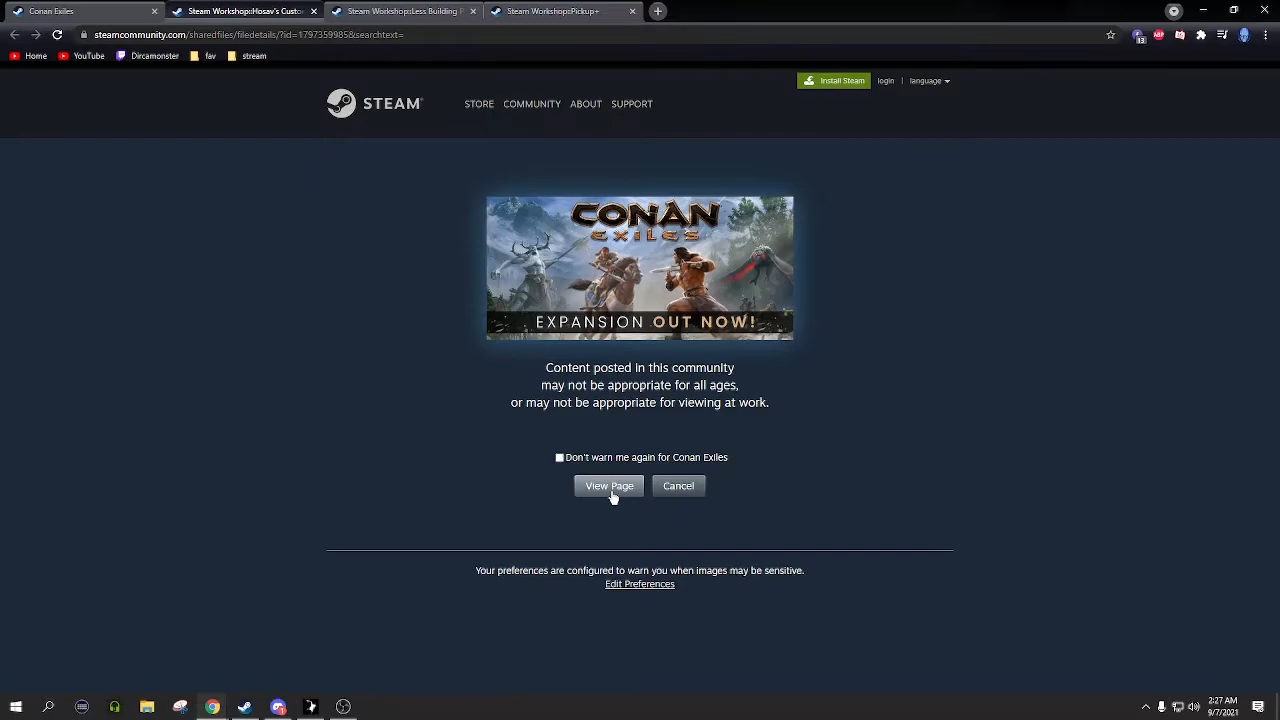 Conan Exiles
Steam Workshop::Hosav's Custo
Steam Workshop::Less Building P
Steam Workshop::Pickup+
steamcommunity.com/sharedfiles/filedetails/?id=1797359985&searchtext=
Home
YouTube
Dircamonster
fav
stream
13
ABP
Install Steam
login
language
STEAM
STORE
COMMUNITY
ABOUT
SUPPORT
CONAN
EXILES
EXPANSION OUT NOW!
Content posted in this community
may not be appropriate for all ages,
or may not be appropriate for viewing at work.
Don't warn me again for Conan Exiles
View Page
Cancel
Your preferences are configured to warn you when images may be sensitive.
Edit Preferences
2:27 AM
9/7/2021